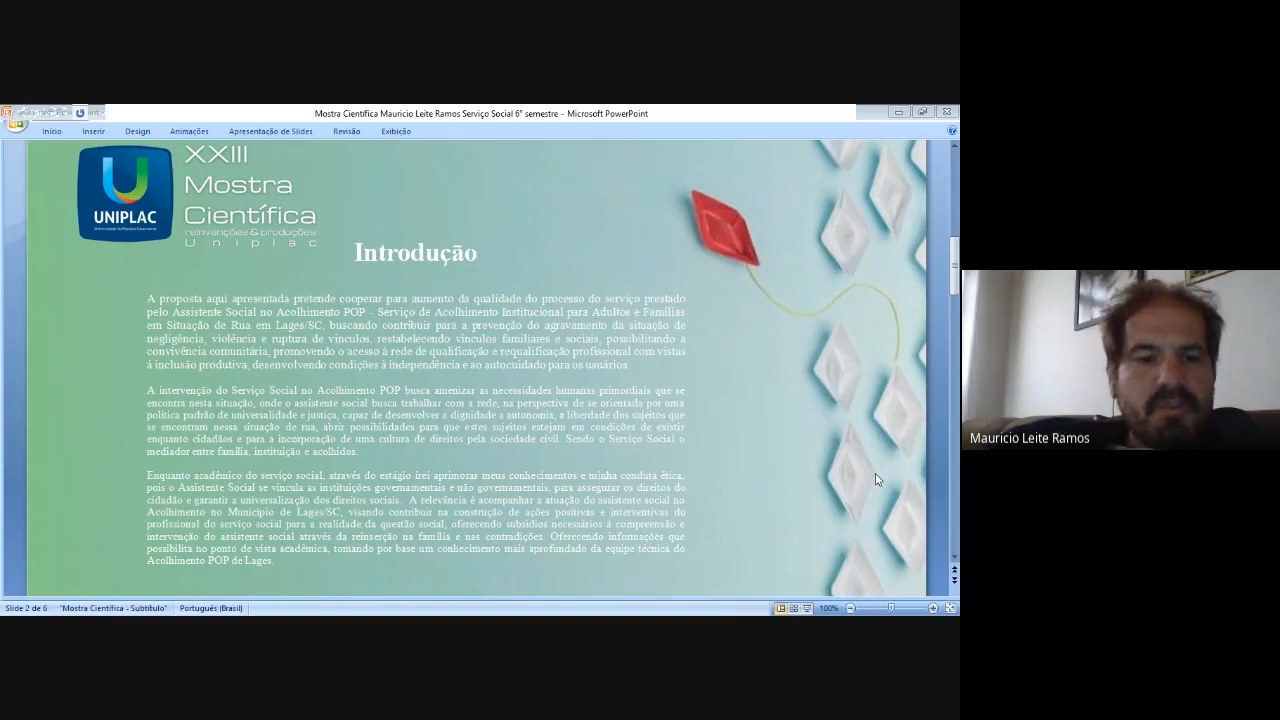 Mostra Científica Mauricio Leite Ramos Serviço Social 6° semestre - Microsoft PowerPoint
Início Inserir Design Animações Apresentação de Slides Revisão Exibição
UNIPLAC
XXIII
Mostra
Científica
reinvenções & produções
Uniplac
Introdução
A proposta aqui apresentada pretende cooperar para aumento da qualidade do processo do serviço prestado
pelo Assistente Social no Acolhimento POP - Serviço de Acolhimento Institucional para Adultos e Famílias
em Situação de Rua em Lages/SC, buscando contribuir para a prevenção do agravamento da situação de
negligência, violência e ruptura de vínculos, restabelecendo vínculos familiares e sociais, possibilitando a
convivência comunitária, promovendo o acesso à rede de qualificação e requalificação profissional com vistas
à inclusão produtiva, desenvolvendo condições à independência e ao autocuidado para os usuários.
A intervenção do Serviço Social no Acolhimento POP busca amenizar as necessidades humanas primordiais que se
encontra nesta situação, onde o assistente social busca trabalhar com a rede, na perspectiva de se orientada por uma
política padrão de universalidade e justiça, capaz de desenvolver a dignidade a autonomia, a liberdade dos sujeitos que
se encontram nessa situação de rua, abrir possibilidades para que estes sujeitos estejam em condições de existir
enquanto cidadãos e para a incorporação de uma cultura de direitos pela sociedade civil. Sendo o Serviço Social o
mediador entre família, instituição e acolhidos.
Enquanto acadêmico do serviço social, através do estágio irei aprimorar meus conhecimentos e minha conduta ética,
pois o Assistente Social se vincula as instituições governamentais e não governamentais, para assegurar os direitos do
cidadão e garantir a universalização dos direitos sociais. A relevância é acompanhar a atuação do assistente social no
Acolhimento no Município de Lages/SC, visando contribuir na construção de ações positivas e interventivas do
profissional do serviço social para a realidade da questão social, oferecendo subsídios necessários à compreensão e
intervenção do assistente social através da reinserção na família e nas contradições. Oferecendo informações que
possibilita no ponto de vista acadêmica, tomando por base um conhecimento mais aprofundado da equipe técnica do
Acolhimento POP de Lages.
Mauricio Leite Ramos
Slide 2 de 6 "Mostra Científica - Subtítulo" Português (Brasil) 100%